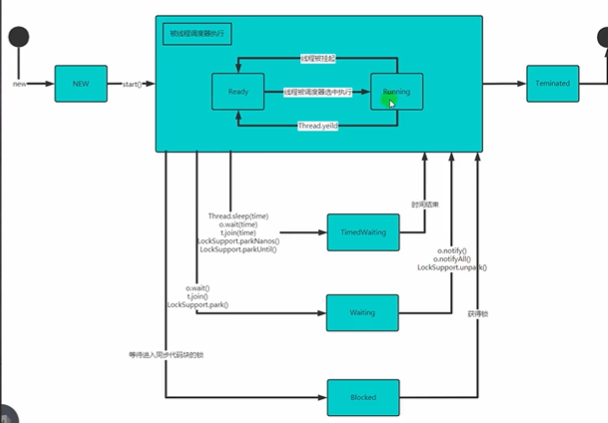 被线程调度器执行
线程被挂起
new
NEW
start()
Ready
线程被调度器选中执行
Running
Teminated
Thread.yeild
Thread.sleep(time)
o.wait(time)
t.join(time)
LockSupport.parkNanos()
LockSupport.parkUntil()
TimedWaiting
时间结束
o.notify()
o.notifyAll()
LockSupport.unpark()
o.wait()
t.join()
LockSupport.park()
Waiting
获得锁
等待进入同步代码块的锁
Blocked